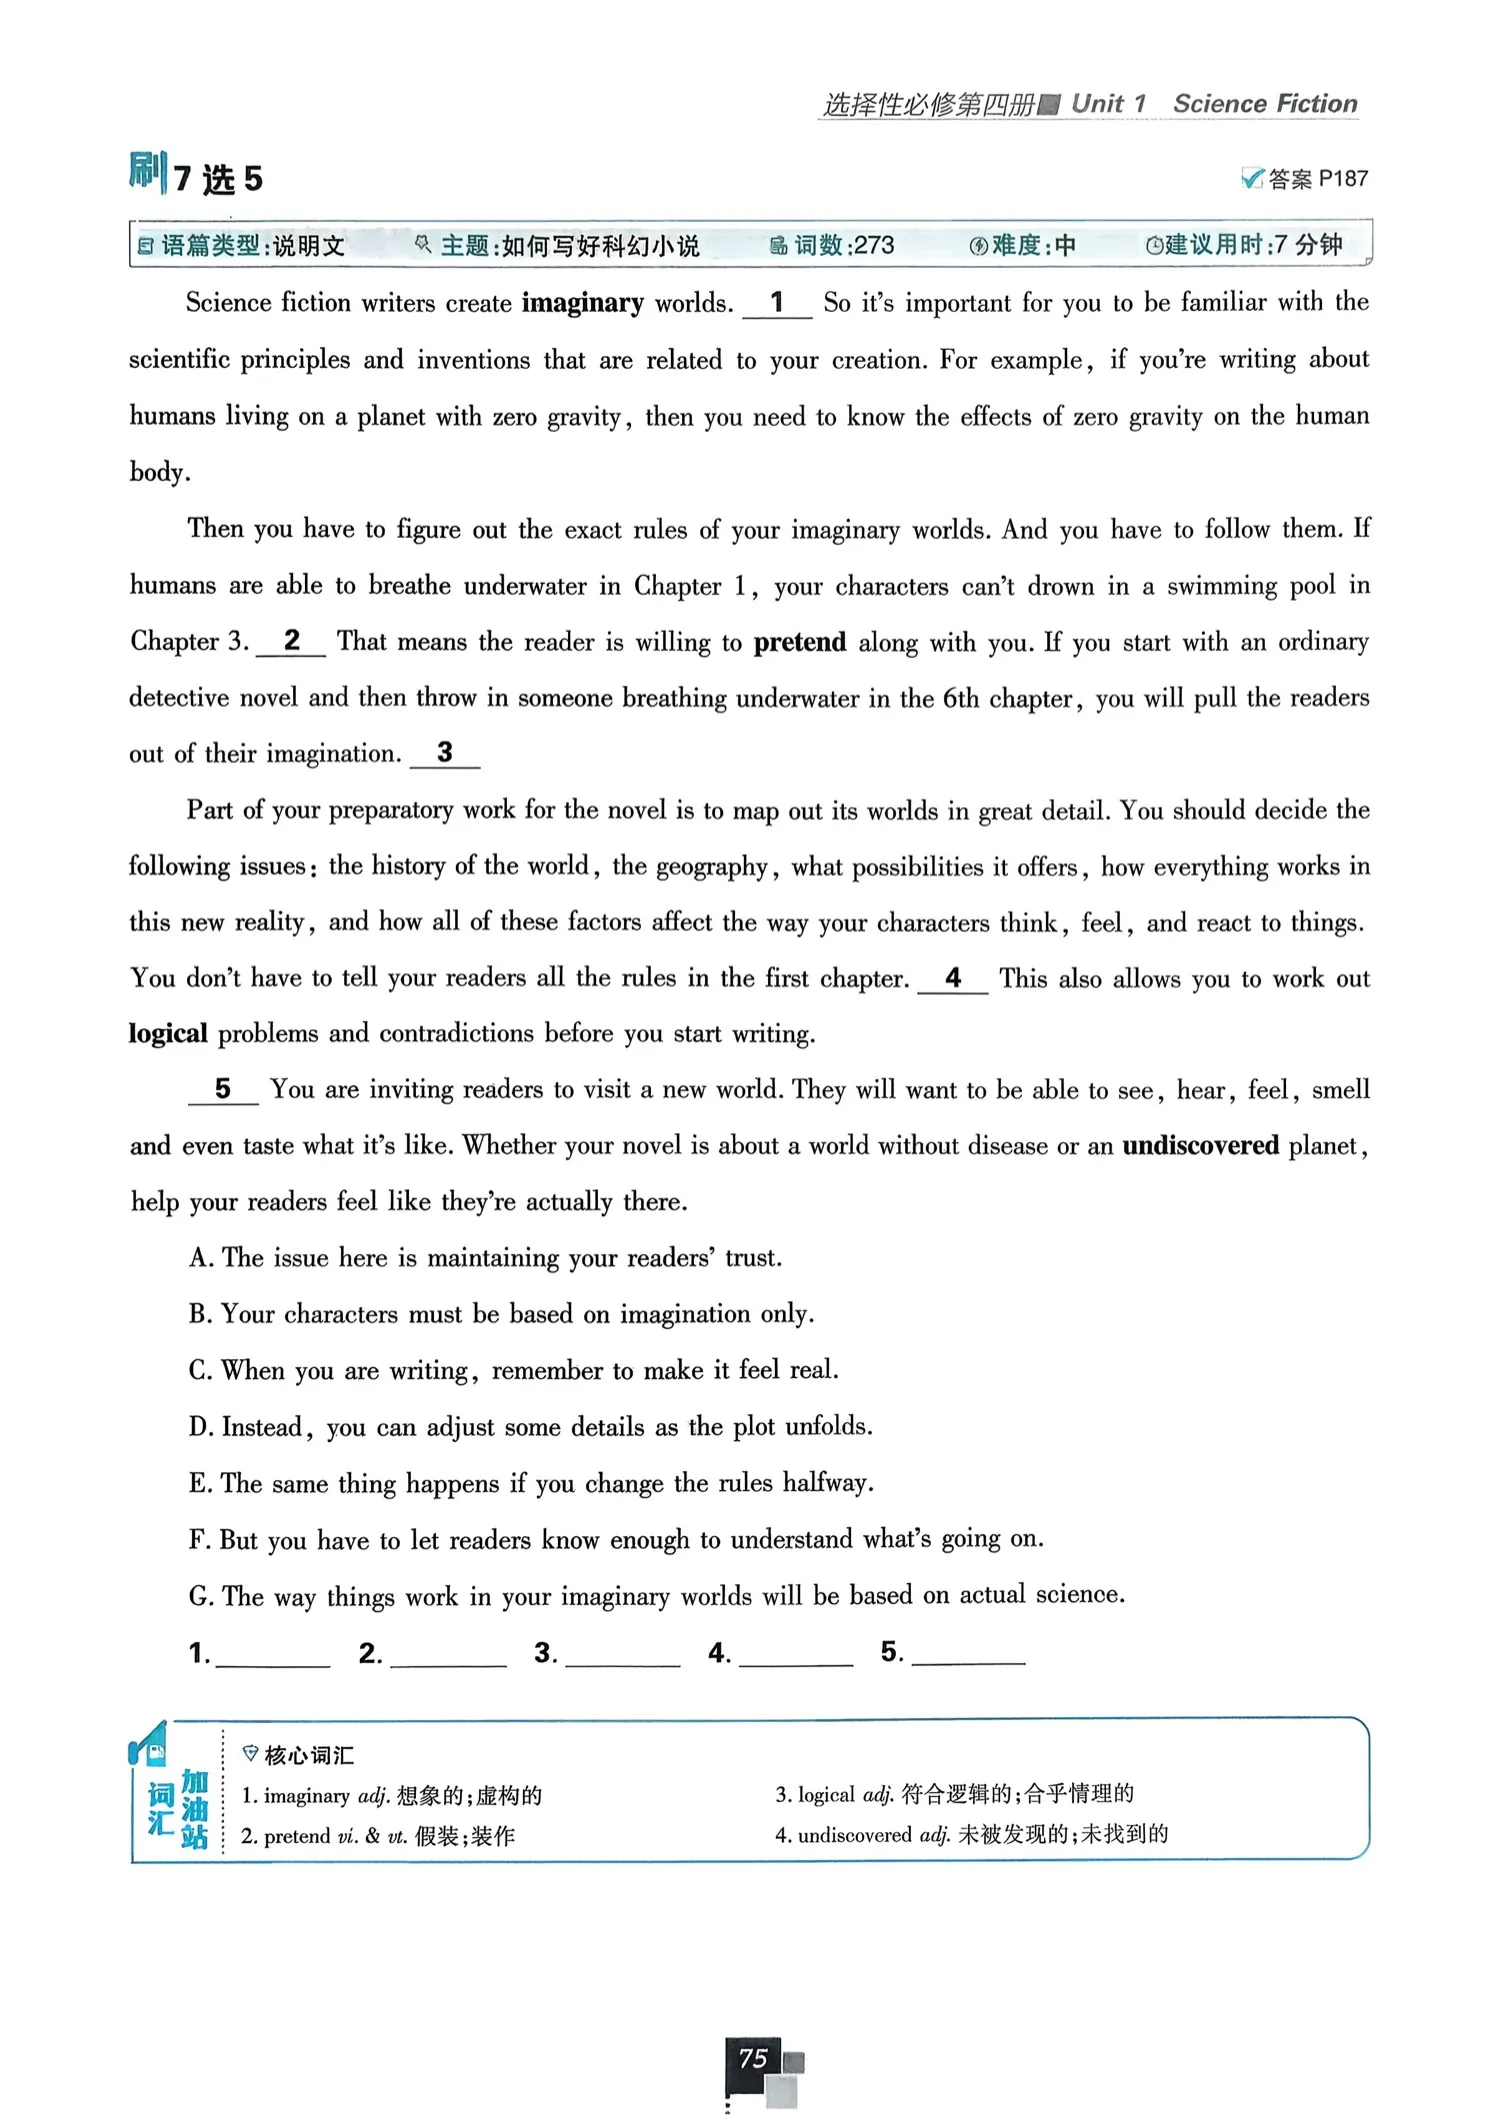 选择性必修第四册 Unit 1 Science Fiction
刷7选5
答案 P187
语篇类型:说明文 主题:如何写好科幻小说 词数:273 难度:中 建议用时:7 分钟
Science fiction writers create imaginary worlds. 1 So it's important for you to be familiar with the
scientific principles and inventions that are related to your creation. For example, if you're writing about
humans living on a planet with zero gravity, then you need to know the effects of zero gravity on the human
body.
Then you have to figure out the exact rules of your imaginary worlds. And you have to follow them. If
humans are able to breathe underwater in Chapter 1, your characters can't drown in a swimming pool in
Chapter 3. 2 That means the reader is willing to pretend along with you. If you start with an ordinary
detective novel and then throw in someone breathing underwater in the 6th chapter, you will pull the readers
out of their imagination. 3
Part of your preparatory work for the novel is to map out its worlds in great detail. You should decide the
following issues: the history of the world, the geography, what possibilities it offers, how everything works in
this new reality, and how all of these factors affect the way your characters think, feel, and react to things.
You don't have to tell your readers all the rules in the first chapter. 4 This also allows you to work out
logical problems and contradictions before you start writing.
5 You are inviting readers to visit a new world. They will want to be able to see, hear, feel, smell
and even taste what it's like. Whether your novel is about a world without disease or an undiscovered planet,
help your readers feel like they're actually there.
A. The issue here is maintaining your readers' trust.
B. Your characters must be based on imagination only.
C. When you are writing, remember to make it feel real.
D. Instead, you can adjust some details as the plot unfolds.
E. The same thing happens if you change the rules halfway.
F. But you have to let readers know enough to understand what's going on.
G. The way things work in your imaginary worlds will be based on actual science.
1. ________ 2. ________ 3. ________ 4. ________ 5. ________
词汇加油站
核心词汇
1. imaginary adj. 想象的;虚构的
2. pretend vi. & vt. 假装;装作
3. logical adj. 符合逻辑的;合乎情理的
4. undiscovered adj. 未被发现的;未找到的
75